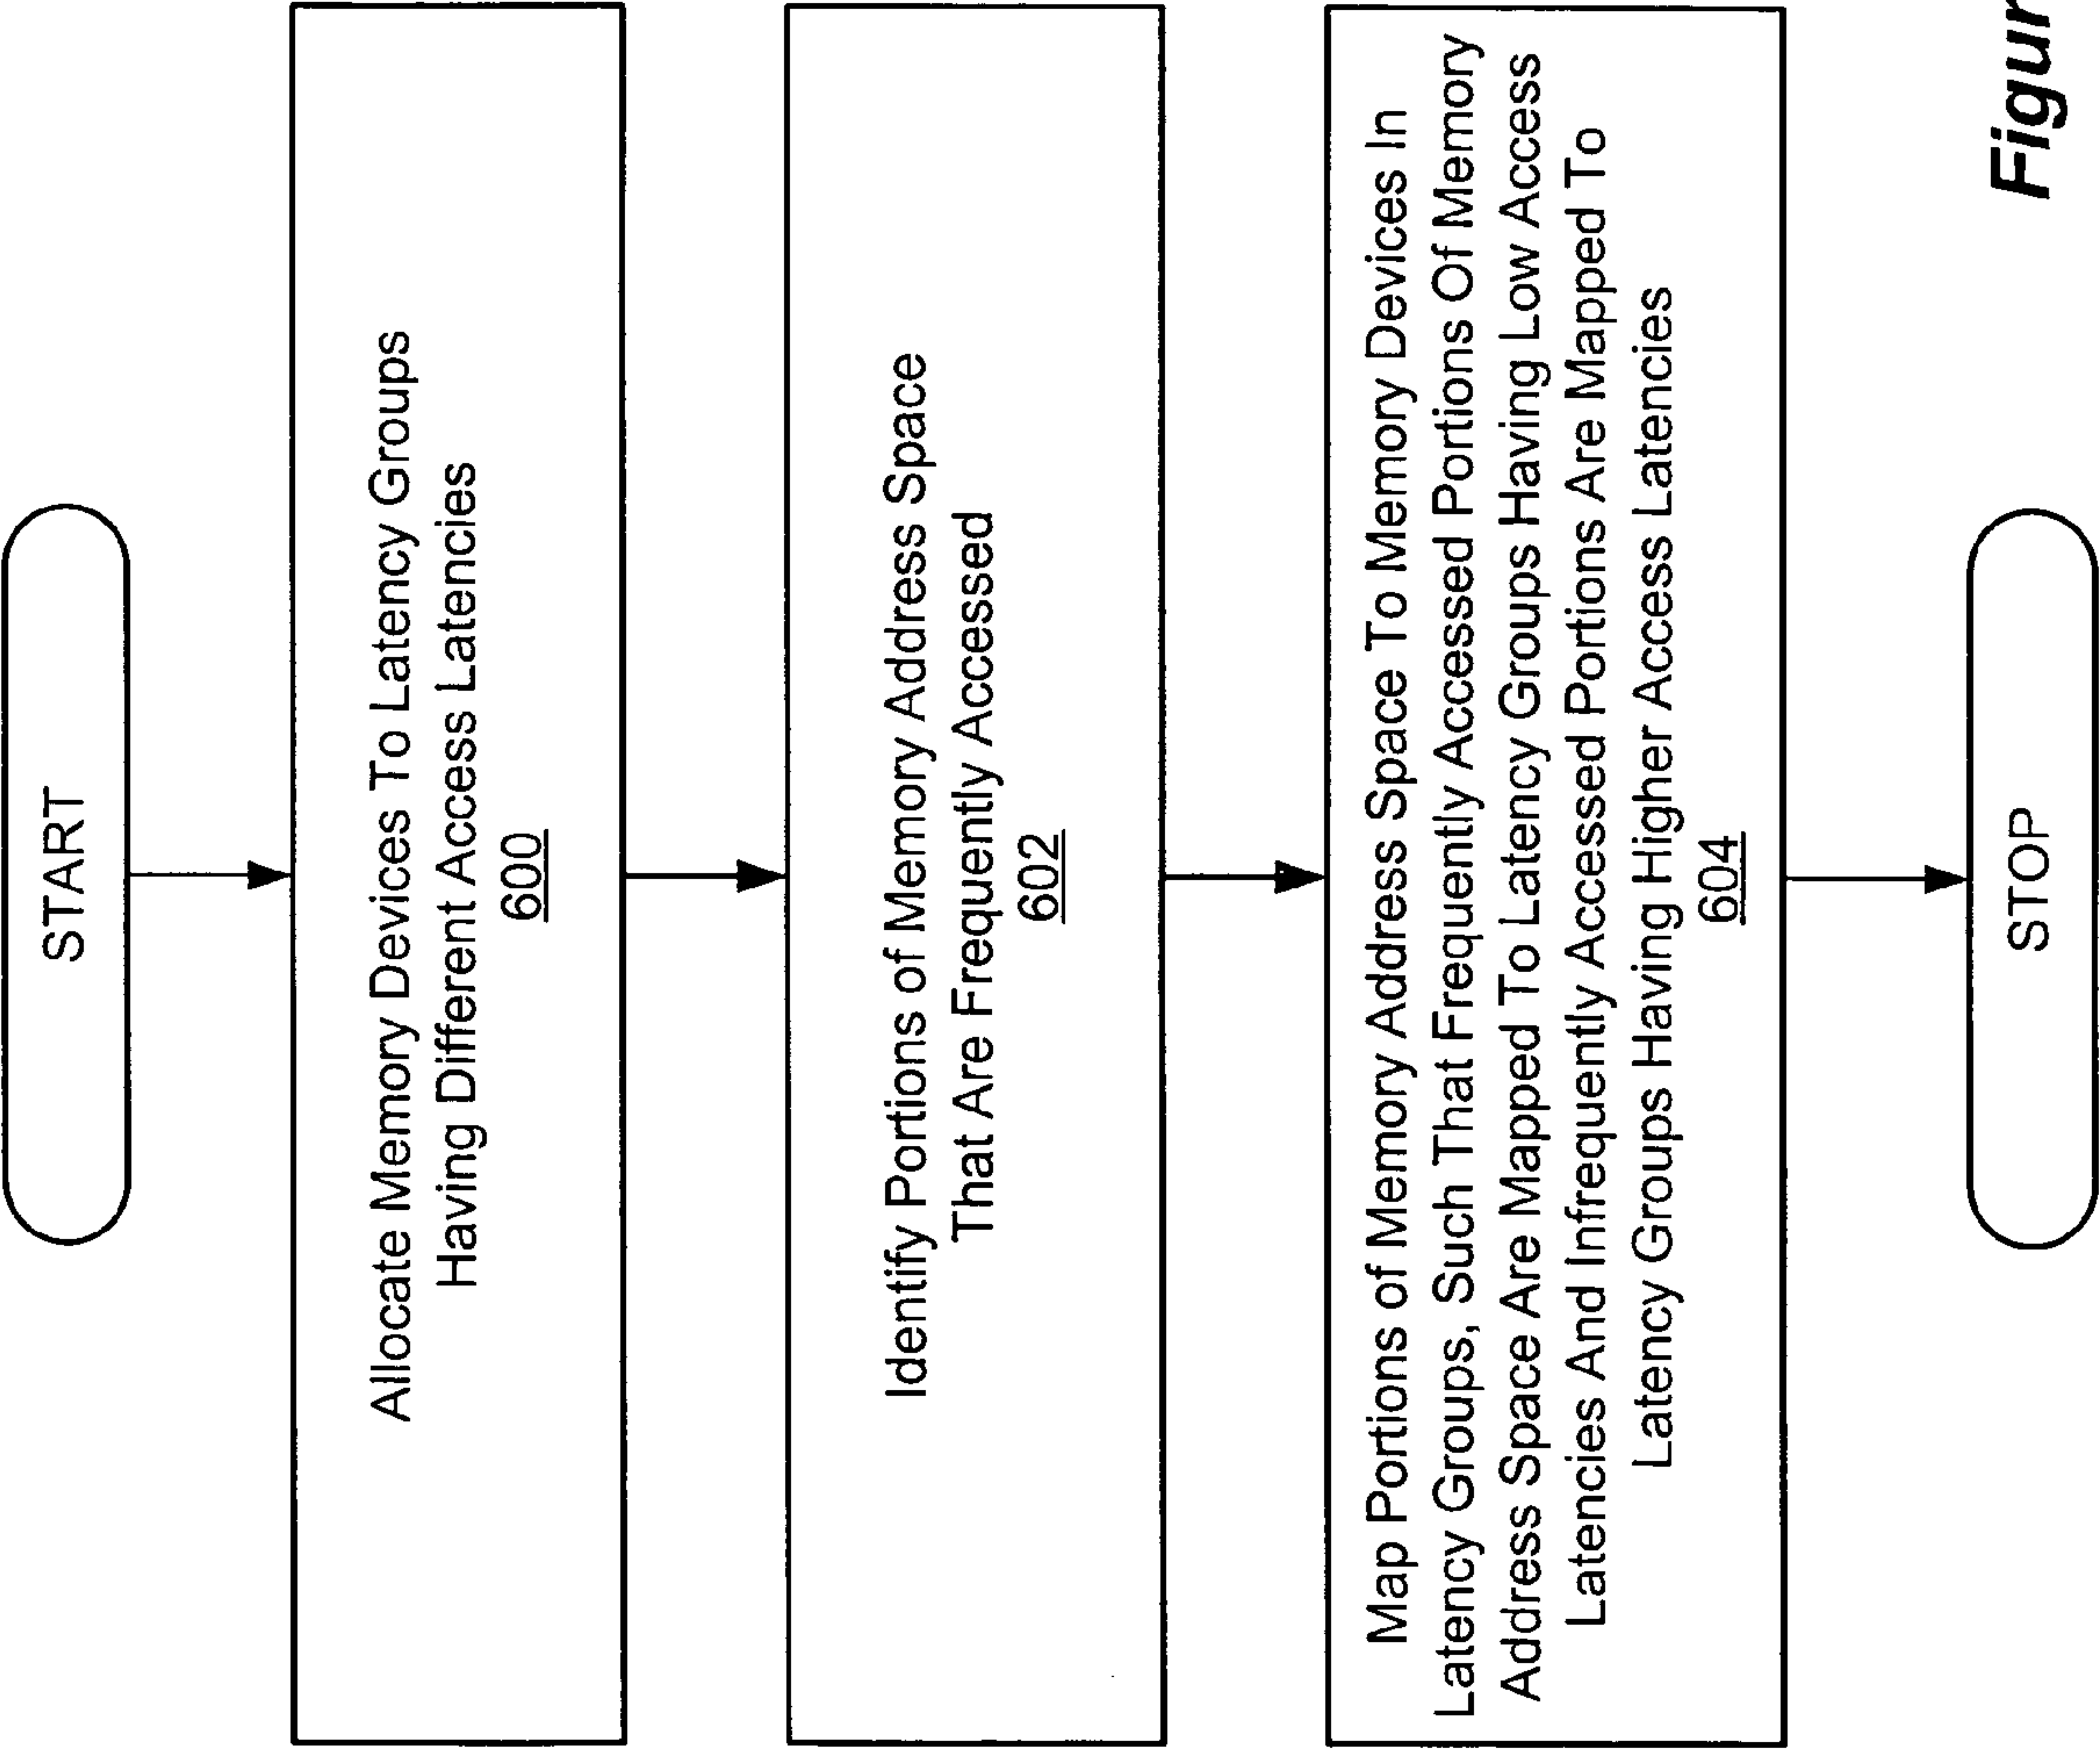 START
Allocate Memory Devices To Latency Groups
Having Different Access Latencies
600
Identify Portions of Memory Address Space
That Are Frequently Accessed
602
Map Portions of Memory Address Space To Memory Devices In
Latency Groups, Such That Frequently Accessed Portions Of Memory
Address Space Are Mapped To Latency Groups Having Low Access
Latencies And Infrequently Accessed Portions Are Mapped To
Latency Groups Having Higher Access Latencies
604
STOP